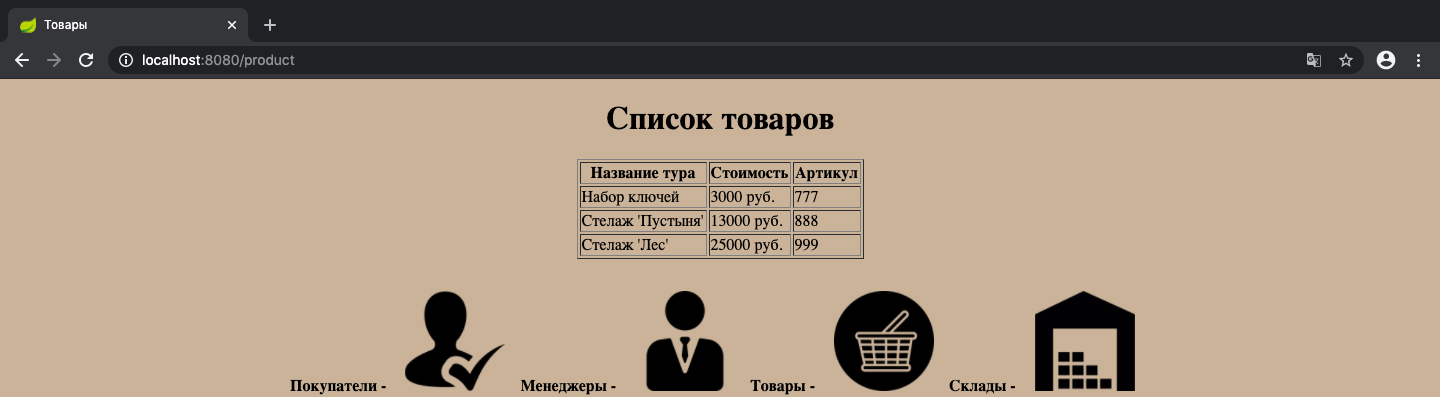 Товары
localhost:8080/product
Список товаров
Название тура Стоимость Артикул
Набор ключей 3000 руб. 777
Стелаж 'Пустыня' 13000 руб. 888
Стелаж 'Лес' 25000 руб. 999
Покупатели - Менеджеры - Товары - Склады -